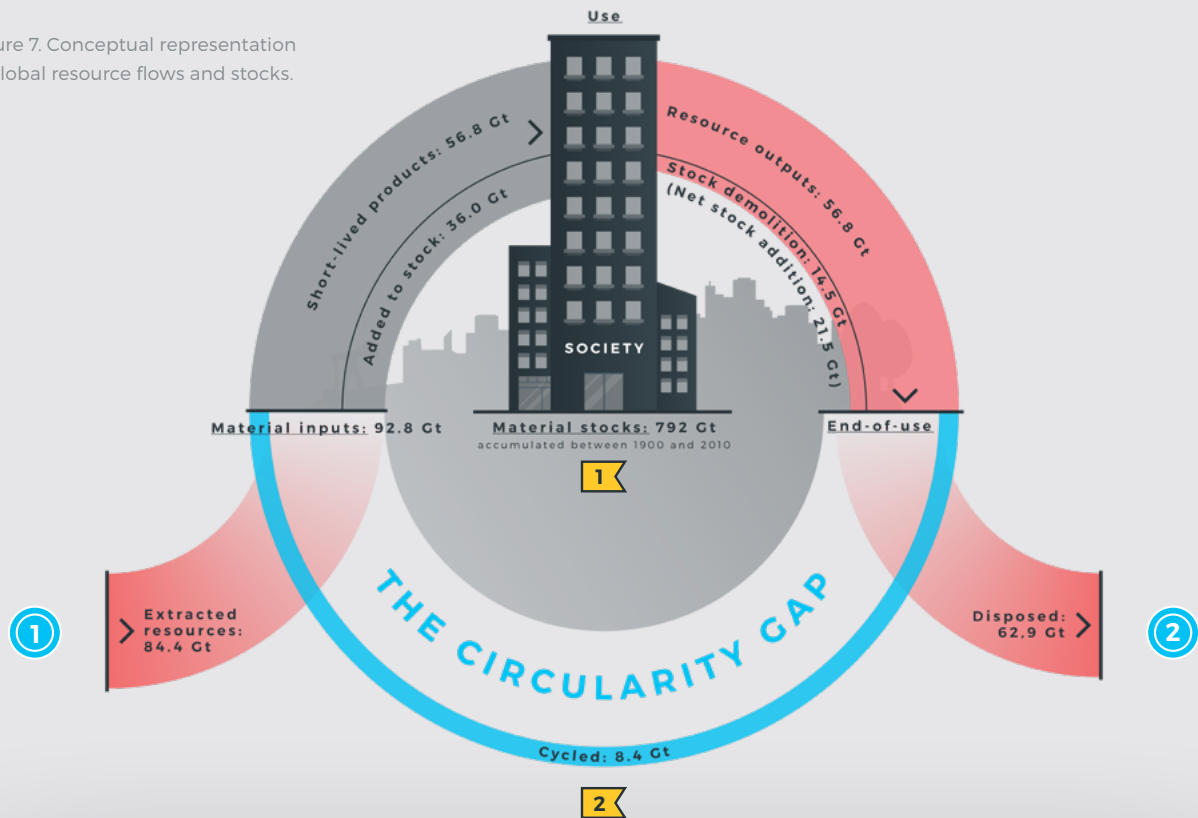 Use
ure 7. Conceptual representation
lobal resource flows and stocks.
Short-lived products: 56.8 Gt
Added to stock: 36.0 Gt
Resource outputs: 56.8 Gt
Stock demolition: 14.5 Gt
(Net stock addition: 21.5 Gt)
SOCIETY
Material inputs: 92.8 Gt
Material stocks: 792 Gt
accumulated between 1900 and 2010
End-of-use
1
1
Extracted
resources:
84.4 Gt
Disposed:
62,9 Gt
2
THE CIRCULARITY GAP
Cycled: 8.4 Gt
2